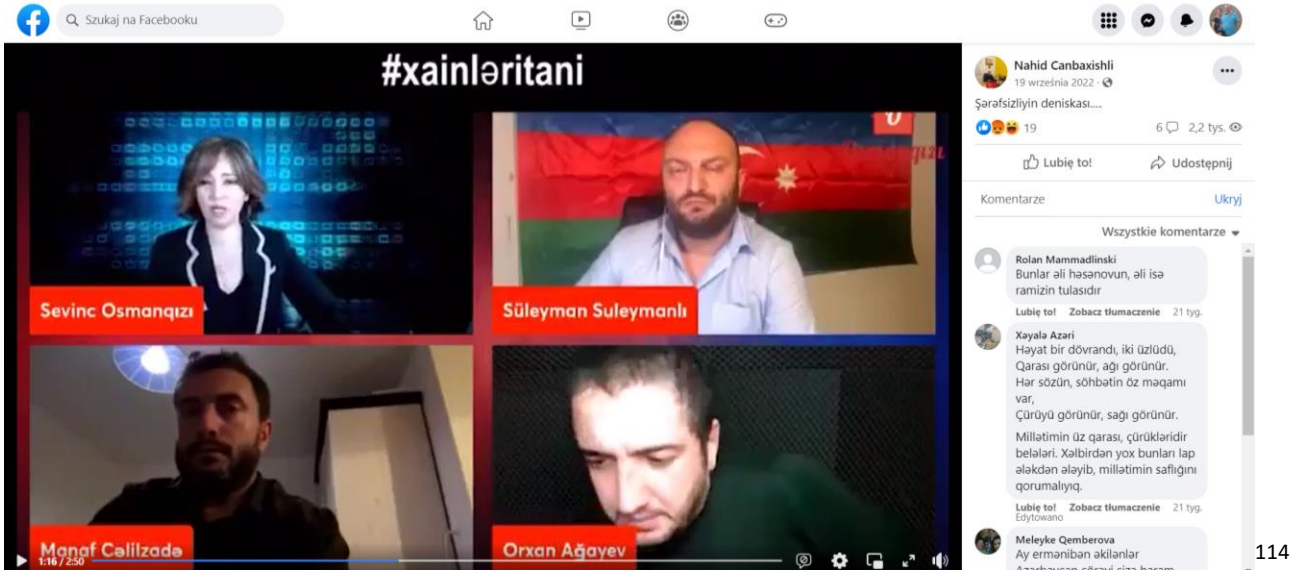 Szukaj na Facebooku
#xainləritani
Sevinc Osmanqızı
Süleyman Suleymanlı
Manaf Cəlilzadə
Orxan Ağayev
1:16 / 2:50
Nahid Canbaxishli
19 września 2022
Şərəfsizliyin deniskası....
19
6 2,2 tys.
Lubię to! Udostępnij
Komentarze Ukryj
Wszystkie komentarze
Rolan Mammadlinski
Bunlar əli həsənovun, əli isə
ramizin tulasıdır
Lubię to! Zobacz tłumaczenie 21 tyg.
Xəyalə Azəri
Həyat bir dövrandı, iki üzlüdü,
Qarası görünür, ağı görünür.
Hər sözün, söhbətin öz məqamı
var,
Çürüyü görünür, sağı görünür.
Millətimin üz qarası, çürükləridir
belələri. Xəlbirdən yox bunları lap
ələkdən ələyib, millətimin saflığını
qorumalıyıq.
Lubię to! Zobacz tłumaczenie 21 tyg.
Edytowano
Meleyke Qemberova
Ay ermənibən əkilənlər
114